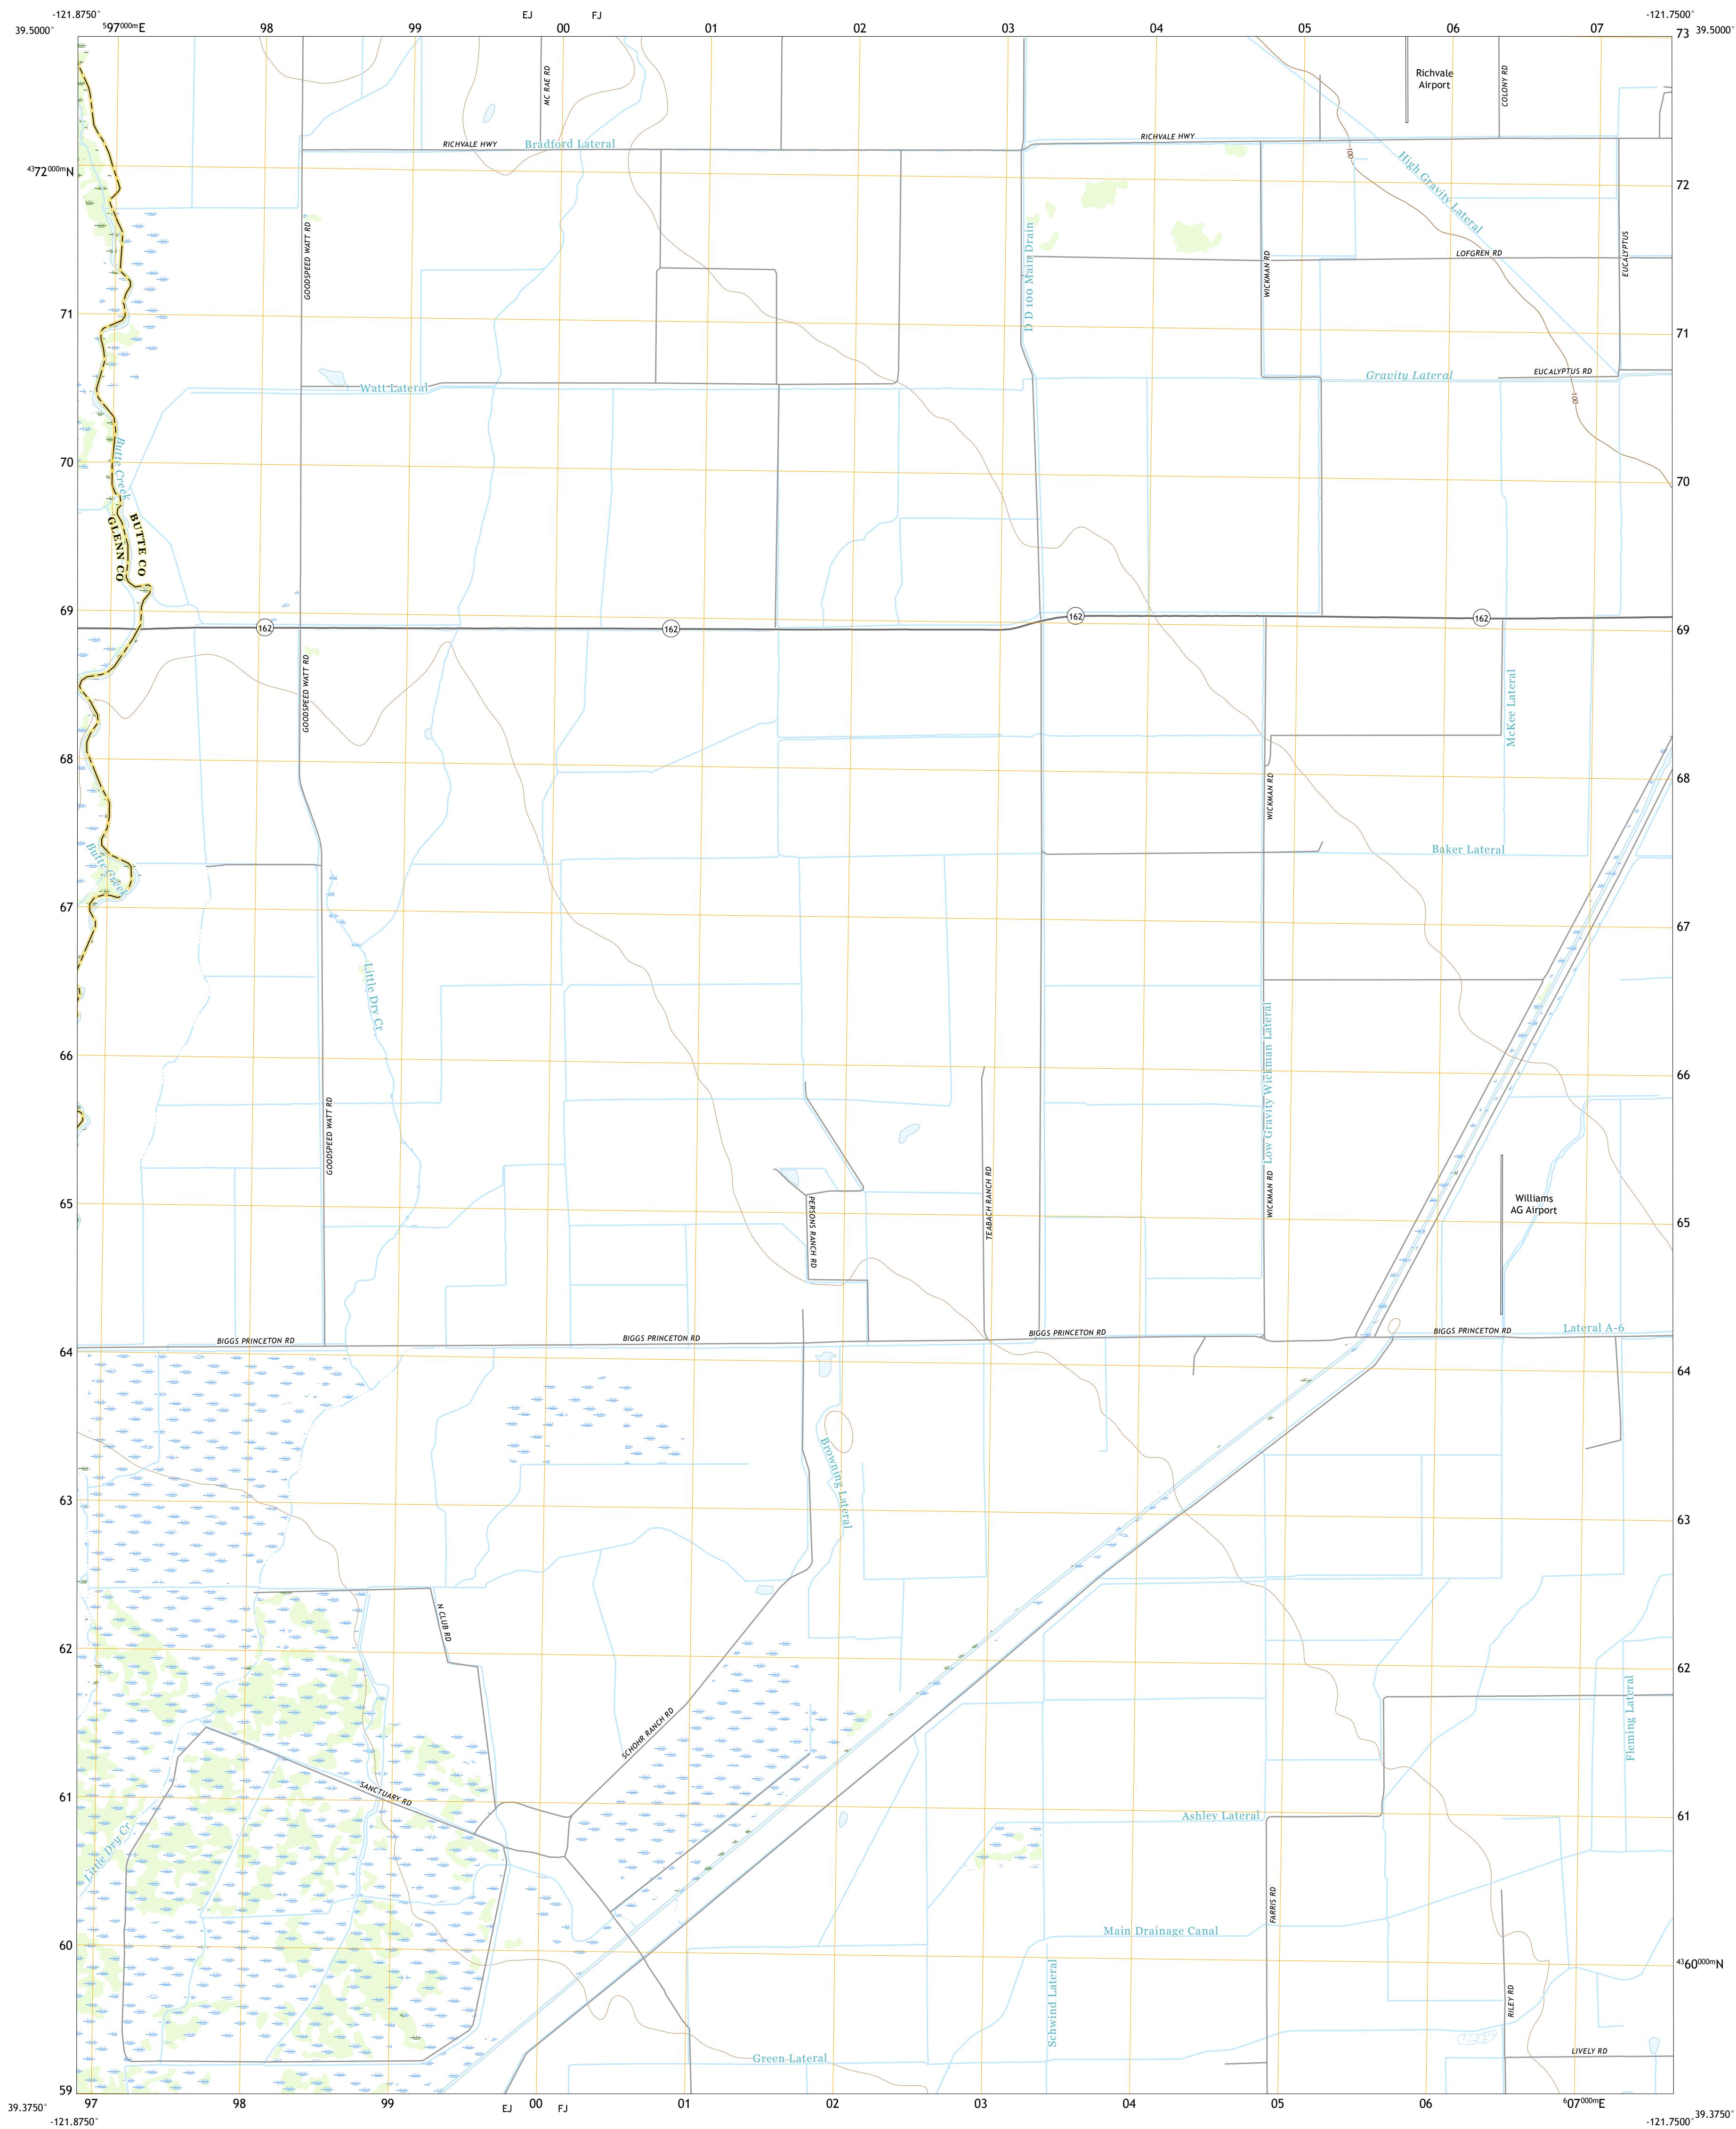 -121.8750°
EJ
FJ
-121.7500°
39.5000°
597000mE
98
99
00
01
02
03
04
05
06
07
73
39.5000°
MC RAE RD
Richvale
Airport
COLONY RD
RICHVALE HWY
Bradford Lateral
RICHVALE HWY
100
High Gravity Lateral
4372000mN
72
GOODSPEED WATT RD
D D 100 Main Drain
WICKMAN RD
LOFGREN RD
EUCALYPTUS
71
71
Watt Lateral
Gravity Lateral
EUCALYPTUS RD
100
Butte Creek
70
70
GLENN CO
BUTTE CO
69
162
162
162
162
69
GOODSPEED WATT RD
McKee Lateral
68
68
WICKMAN RD
Butte Creek
Baker Lateral
67
67
Little Dry Cr
Low Gravity Wickman Lateral
66
66
GOODSPEED WATT RD
PERSONS RANCH RD
TEABACH RANCH RD
WICKMAN RD
Williams
AG Airport
65
65
BIGGS PRINCETON RD
BIGGS PRINCETON RD
BIGGS PRINCETON RD
BIGGS PRINCETON RD
Lateral A-6
64
64
Browning Lateral
63
63
N CLUB RD
62
62
SCHOHR RANCH RD
Fleming Lateral
SANCTUARY RD
61
61
Ashley Lateral
Little Dry Cr
FARRIS RD
Main Drainage Canal
60
4360000mN
Schwind Lateral
RILEY RD
Green Lateral
LIVELY RD
59
39.3750°
97
98
99
EJ
00
FJ
01
02
03
04
05
06
607000mE
39.3750°
-121.8750°
-121.7500°